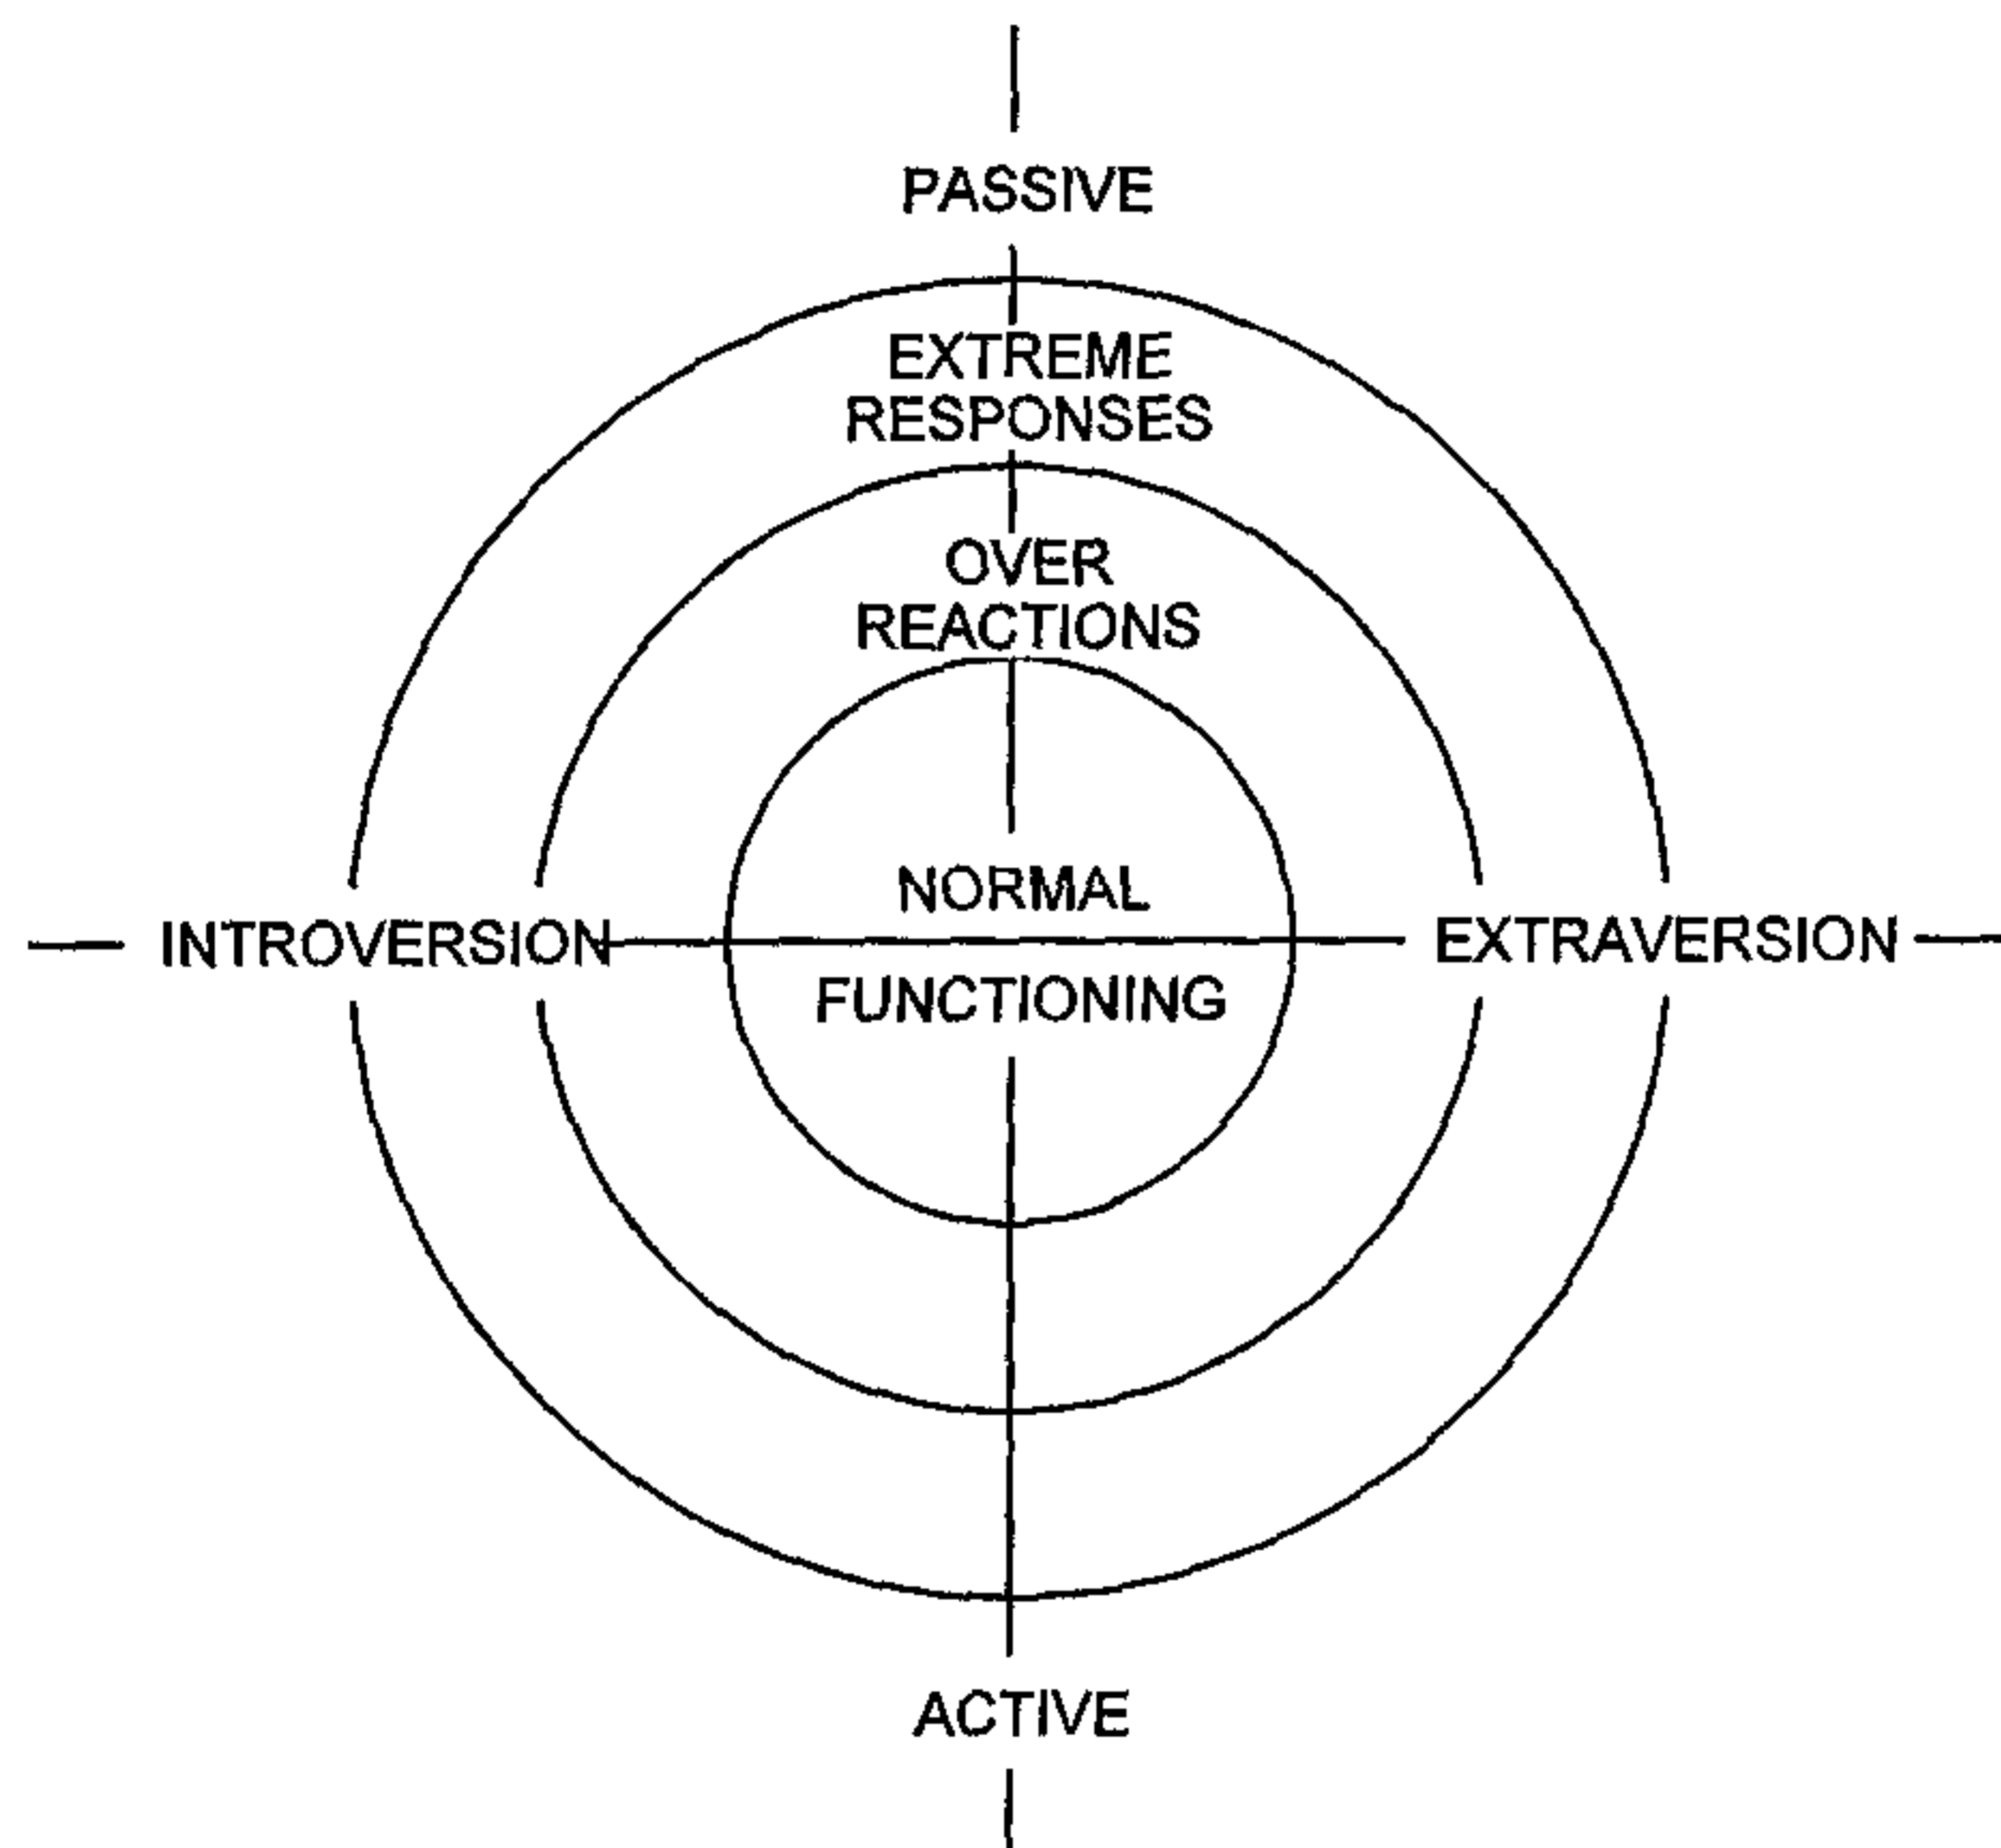 PASSIVE
EXTREME
RESPONSES
OVER
REACTIONS
NORMAL
INTROVERSION
EXTRAVERSION
FUNCTIONING
ACTIVE